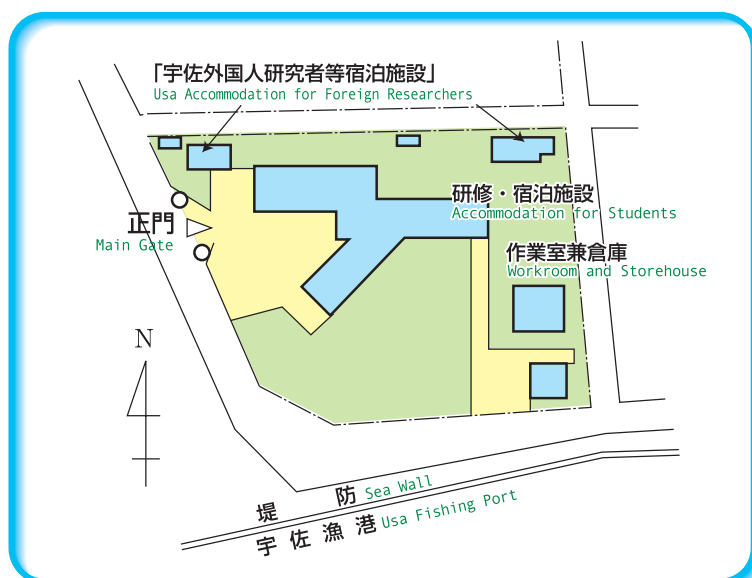 「宇佐外国人研究者等宿泊施設」
Usa Accommodation for Foreign Researchers
研修・宿泊施設
Accommodation for Students
正門
Main Gate
作業室兼倉庫
Workroom and Storehouse
N
堤 防 Sea Wall
宇佐漁港 Usa Fishing Port